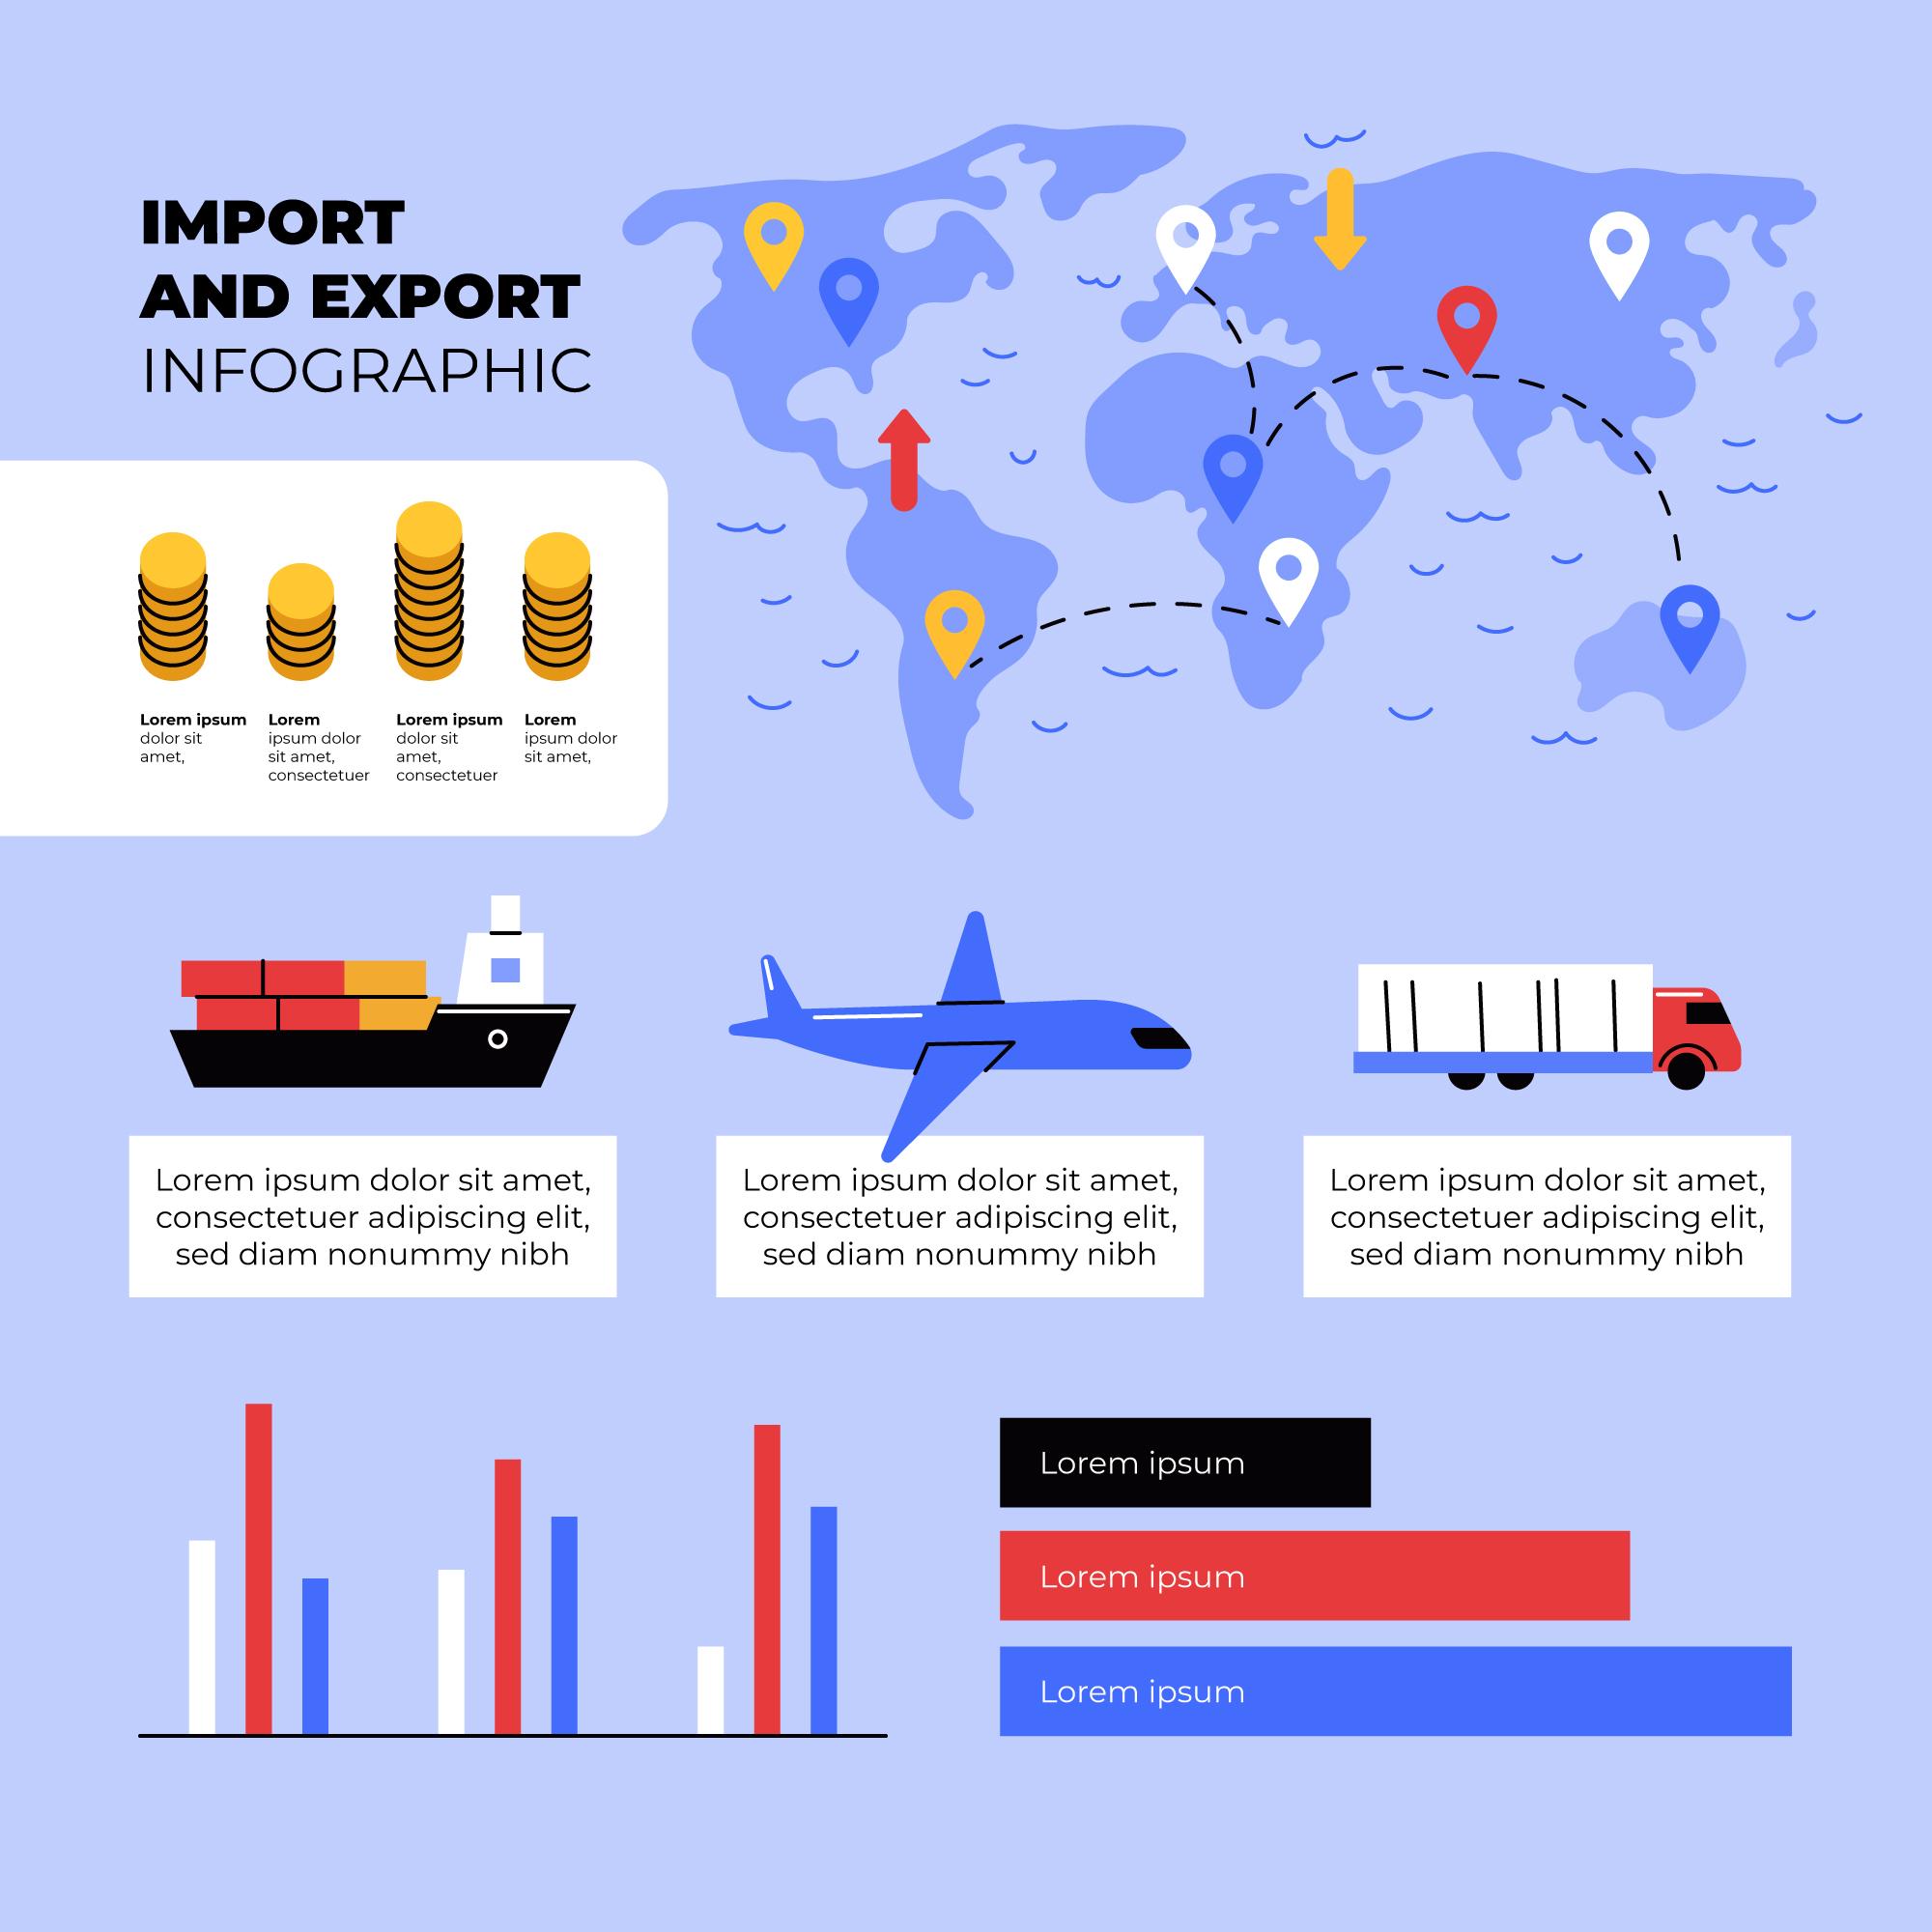 IMPORT
AND EXPORT
INFOGRAPHIC
Lorem ipsum
dolor sit
amet,
Lorem
ipsum dolor
sit amet,
consectetuer
Lorem ipsum
dolor sit
amet,
consectetuer
Lorem
ipsum dolor
sit amet,
Lorem ipsum dolor sit amet,
consectetuer adipiscing elit,
sed diam nonummy nibh
Lorem ipsum dolor sit amet,
consectetuer adipiscing elit,
sed diam nonummy nibh
Lorem ipsum dolor sit amet,
consectetuer adipiscing elit,
sed diam nonummy nibh
Lorem ipsum
Lorem ipsum
Lorem ipsum